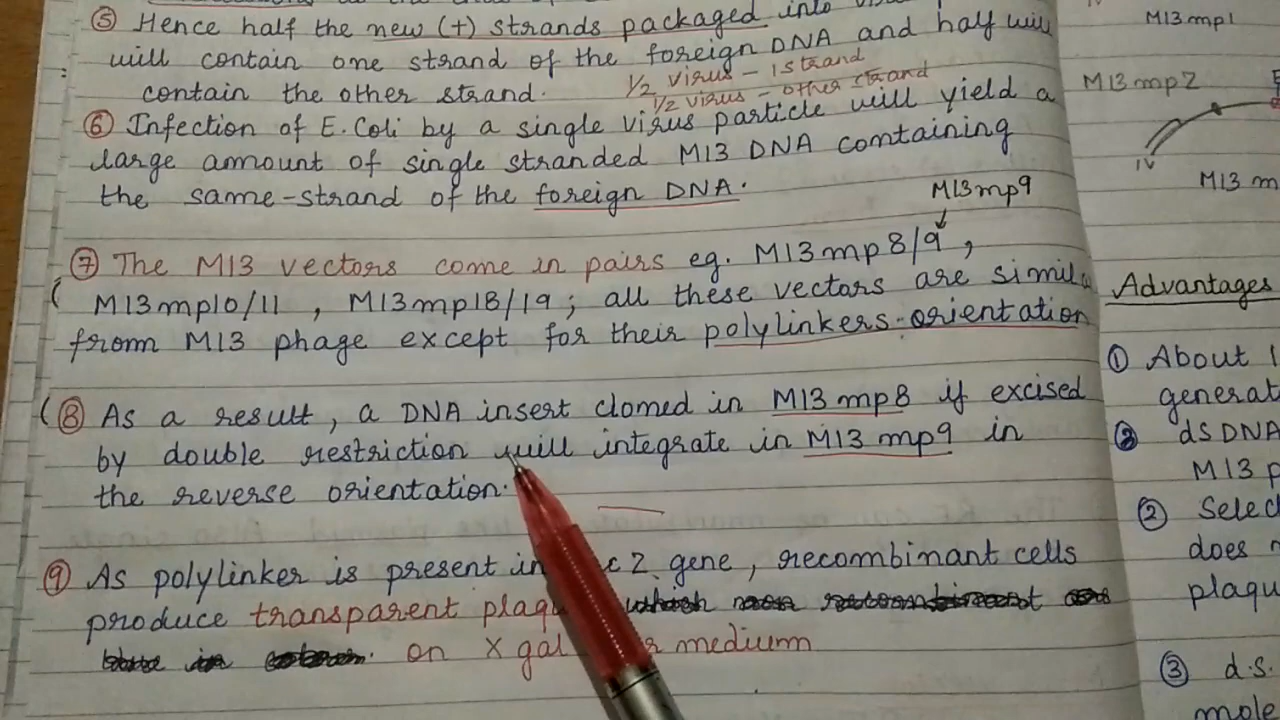 ⑤ Hence half the new (+) strands packaged into
will contain one strand of the foreign DNA and half will
contain the other strand.
1/2 virus - 1 strand
1/2 virus - other strand
⑥ Infection of E. Coli by a single virus particle will yield a
large amount of single stranded M13 DNA containing
the same-strand of the foreign DNA.
M13mp9
⑦ The M13 vectors come in pairs eg. M13mp8/9,
M13mp10/11, M13mp18/19; all these vectors are
from M13 phage except for their polylinkers-orientation
⑧ As a result, a DNA insert cloned in M13mp8 if excised
by double restriction will integrate in M13mp9 in
the reverse orientation.
⑨ As polylinker is present in gene, recombinant cells
produce transparent
on X gal medium
M13mp1
M13mp2
IV
M13 m
Advantages
① About
generat
② dsDNA
M13 p
② Selec
does
plaqu
③ d.s.
mole